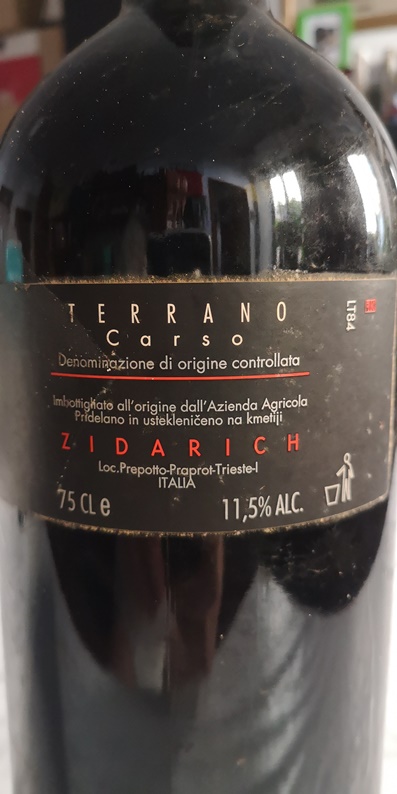 TERRANO
Carso
Denominazione di origine controllata
Imbottigliato all'origine dall'Azienda Agricola
Pridelano in ustekleničeno na kmetiji
ZIDARICH
Loc.Prepotto-Praprot-Trieste-I
ITALIA
75 CL e
11,5% ALC.
LT84